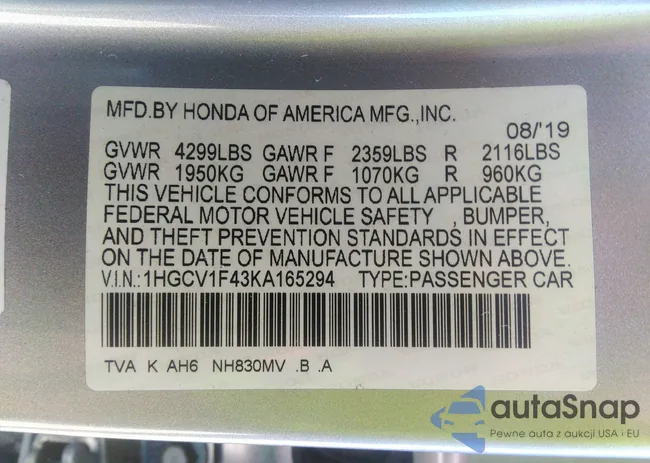 MFD.BY HONDA OF AMERICA MFG.,INC.
08/'19
GVWR 4299LBS GAWR F 2359LBS R 2116LBS
GVWR 1950KG GAWR F 1070KG R 960KG
THIS VEHICLE CONFORMS TO ALL APPLICABLE
FEDERAL MOTOR VEHICLE SAFETY , BUMPER,
AND THEFT PREVENTION STANDARDS IN EFFECT
ON THE DATE OF MANUFACTURE SHOWN ABOVE.
V.I.N.: 1HGCV1F43KA165294 TYPE:PASSENGER CAR
TVA K AH6 NH830MV .B .A
autaSnap
Pewne auta z aukcji USA i EU